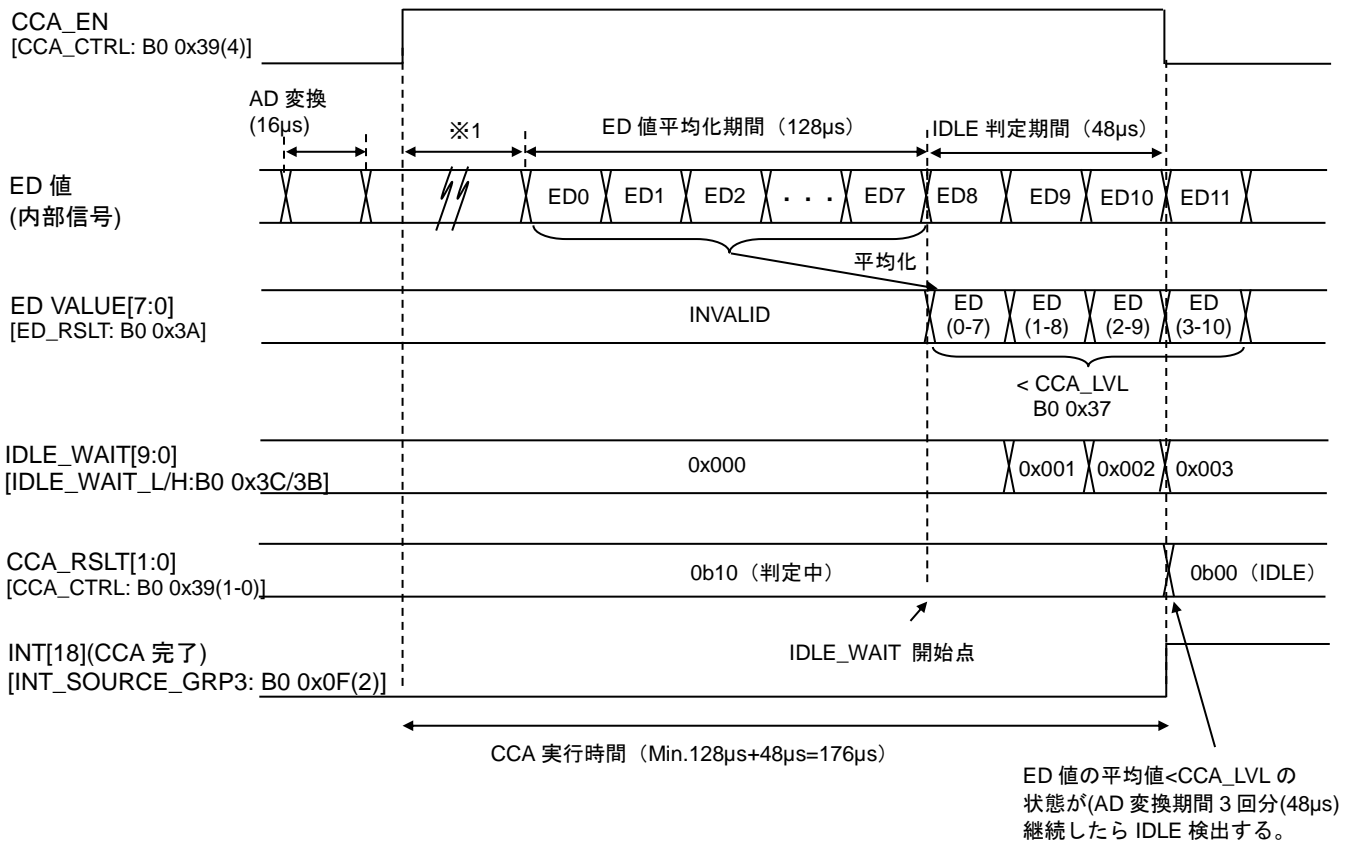 CCA_EN
[CCA_CTRL: B0 0x39(4)]
AD 変換
(16μs)
※1
ED 値平均化期間（128μs）
IDLE 判定期間（48μs）
ED 値
(内部信号)
ED0 ED1 ED2 ・・・ ED7 ED8 ED9 ED10 ED11
平均化
ED VALUE[7:0]
[ED_RSLT: B0 0x3A]
INVALID
ED
(0-7)
ED
(1-8)
ED
(2-9)
ED
(3-10)
< CCA_LVL
B0 0x37
IDLE_WAIT[9:0]
[IDLE_WAIT_L/H:B0 0x3C/3B]
0x000 0x001 0x002 0x003
CCA_RSLT[1:0]
[CCA_CTRL: B0 0x39(1-0)]
0b10（判定中）
0b00（IDLE）
IDLE_WAIT 開始点
INT[18](CCA 完了)
[INT_SOURCE_GRP3: B0 0x0F(2)]
CCA 実行時間（Min.128μs+48μs=176μs）
ED 値の平均値<CCA_LVL の
状態が(AD 変換期間 3 回分(48μs)
継続したら IDLE 検出する。